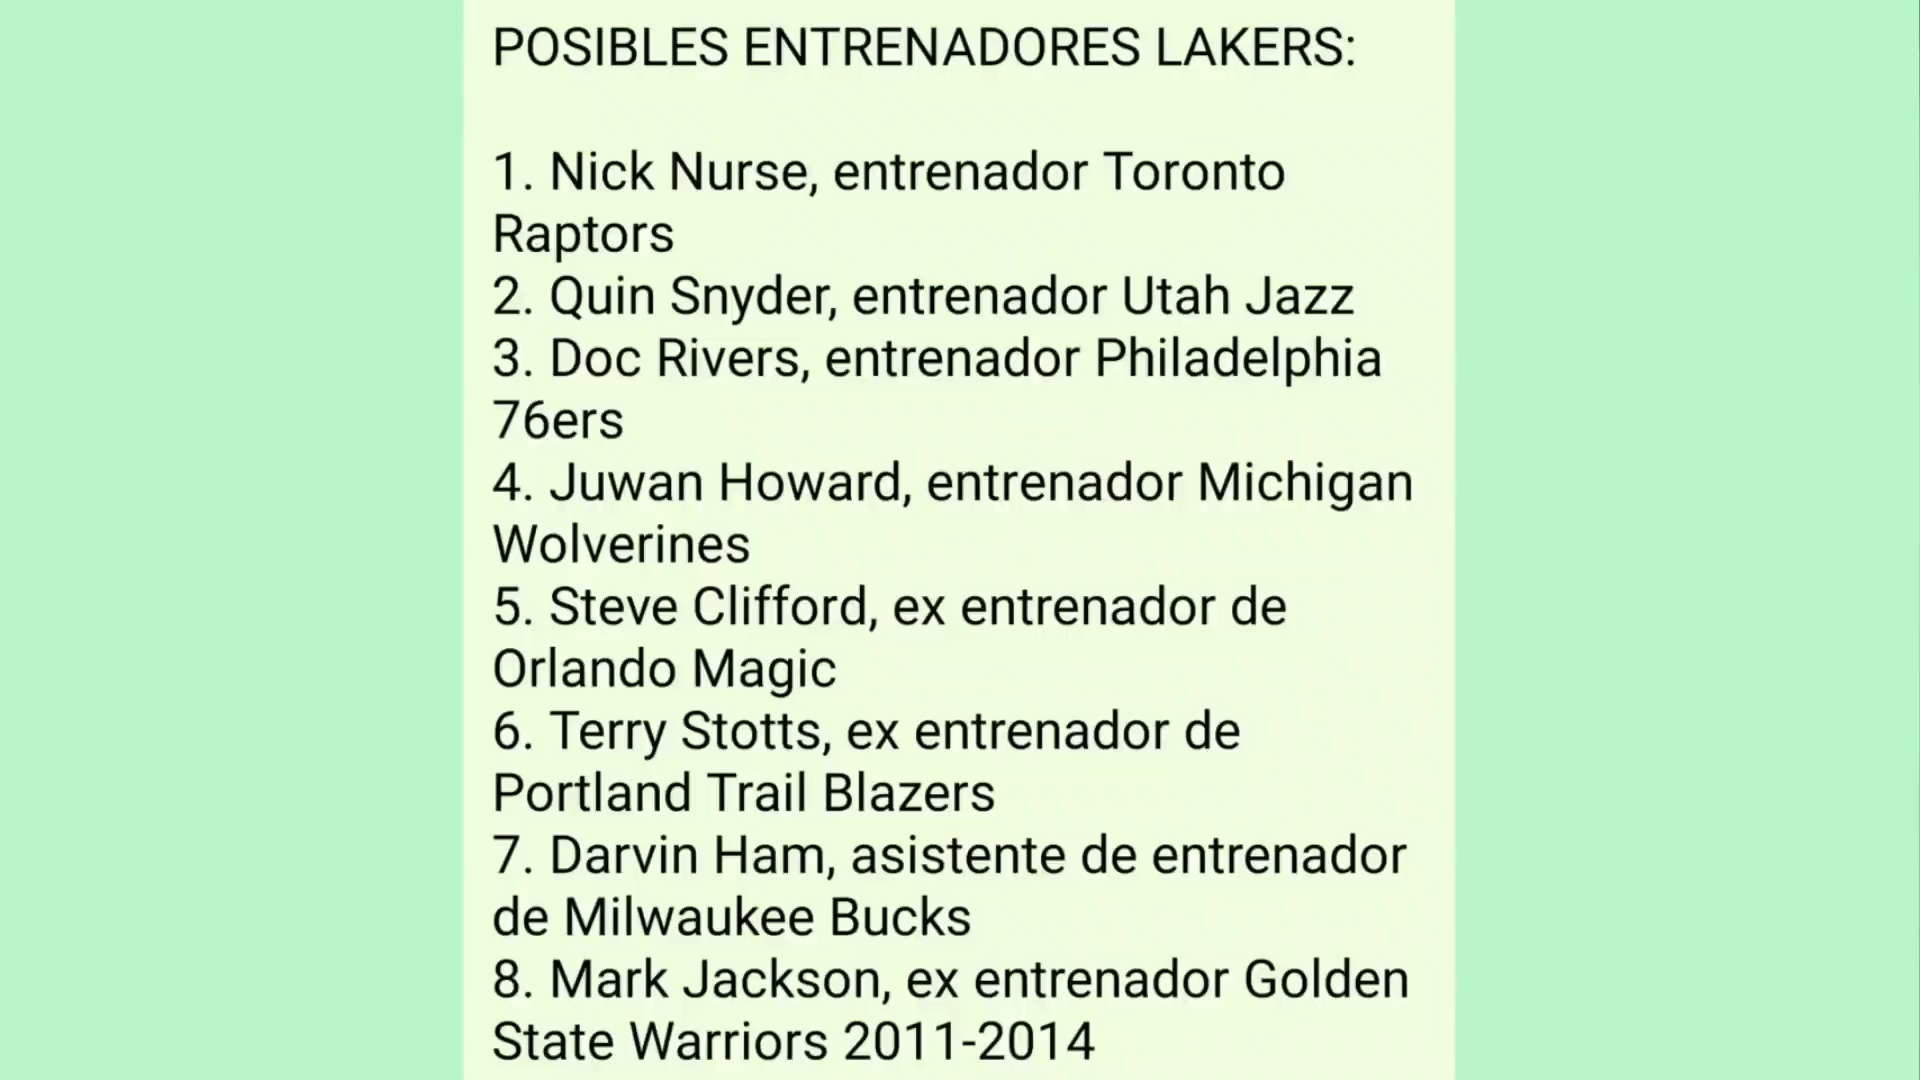 POSIBLES ENTRENADORES LAKERS:
1. Nick Nurse, entrenador Toronto
Raptors
2. Quin Snyder, entrenador Utah Jazz
3. Doc Rivers, entrenador Philadelphia
76ers
4. Juwan Howard, entrenador Michigan
Wolverines
5. Steve Clifford, ex entrenador de
Orlando Magic
6. Terry Stotts, ex entrenador de
Portland Trail Blazers
7. Darvin Ham, asistente de entrenador
de Milwaukee Bucks
8. Mark Jackson, ex entrenador Golden
State Warriors 2011-2014